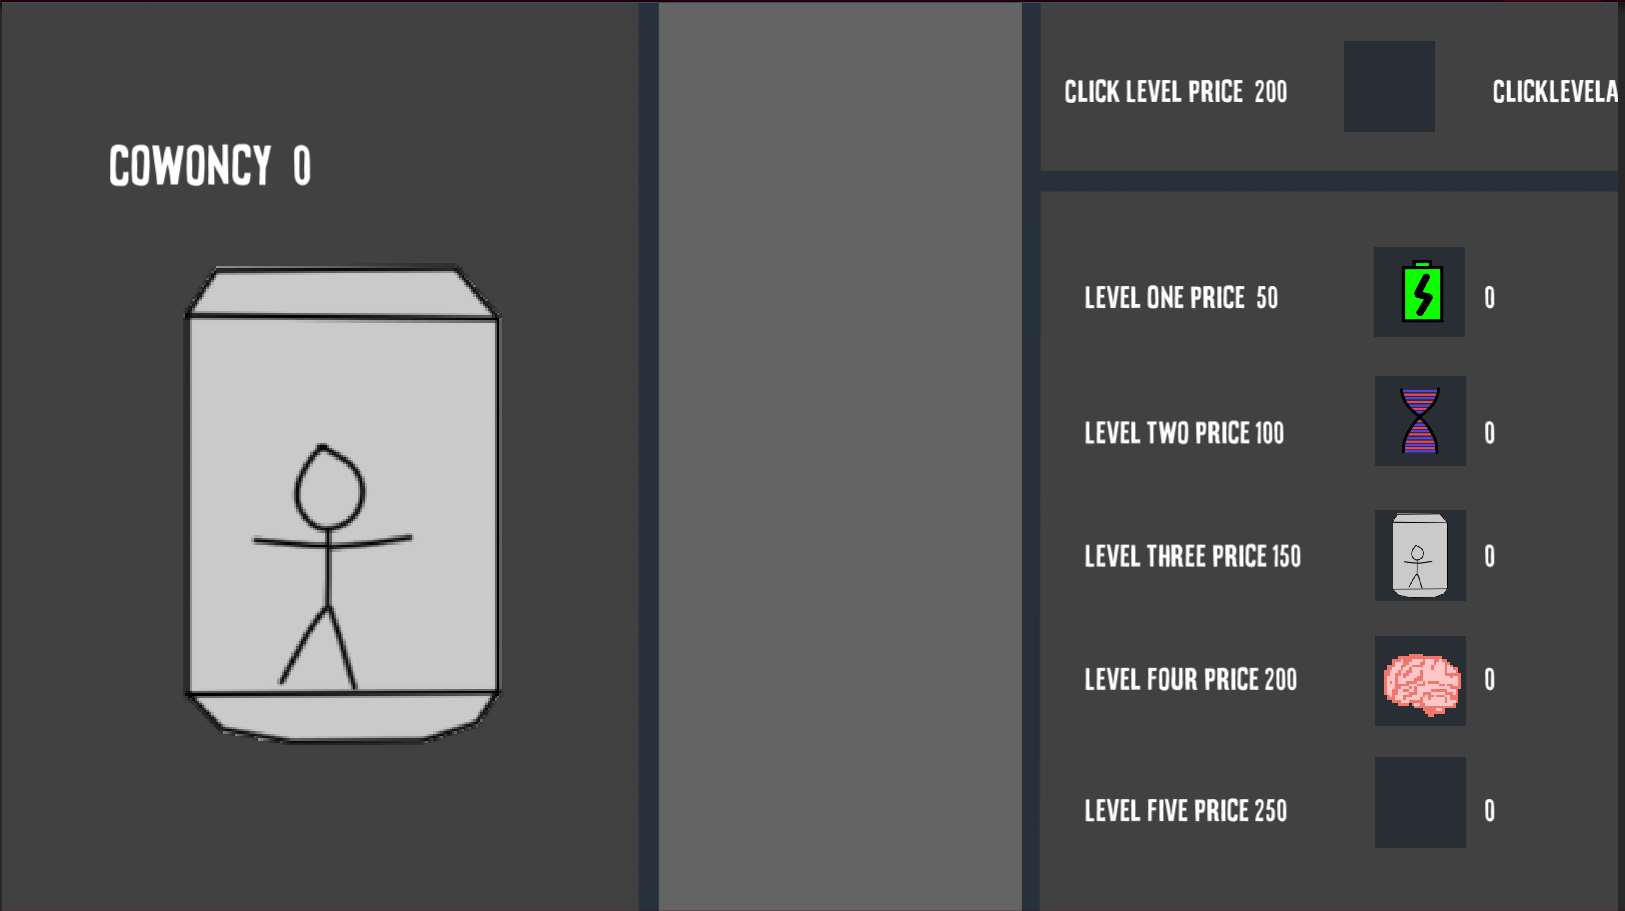 CLICK LEVEL PRICE 200
CLICKLEVELA
COWONCY 0
LEVEL ONE PRICE 50
0
LEVEL TWO PRICE 100
0
LEVEL THREE PRICE 150
0
LEVEL FOUR PRICE 200
0
LEVEL FIVE PRICE 250
0